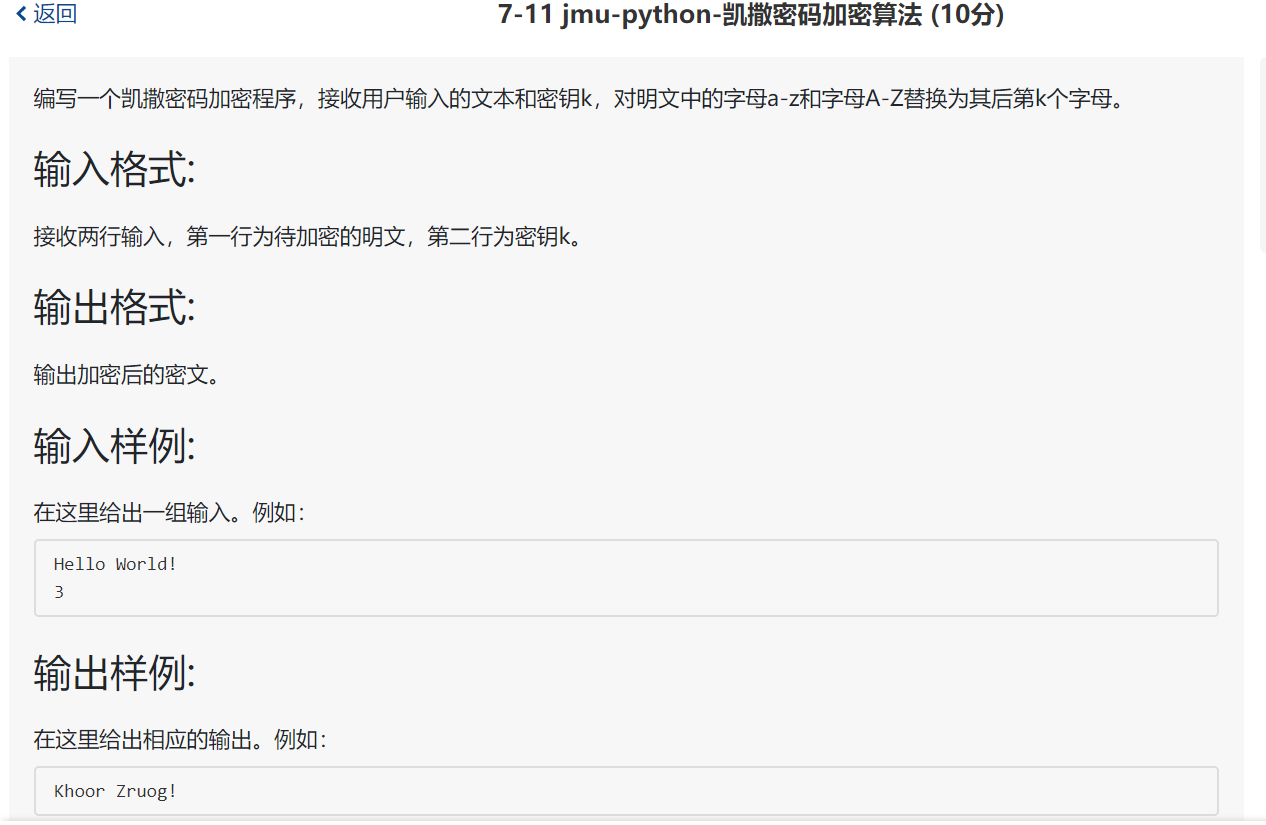 返回
7-11 jmu-python-凯撒密码加密算法 (10分)
编写一个凯撒密码加密程序，接收用户输入的文本和密钥k，对明文中的字母a-z和字母A-Z替换为其后第k个字母。
输入格式:
接收两行输入，第一行为待加密的明文，第二行为密钥k。
输出格式:
输出加密后的密文。
输入样例:
在这里给出一组输入。例如：
Hello World!
3
输出样例:
在这里给出相应的输出。例如：
Khoor Zruog!